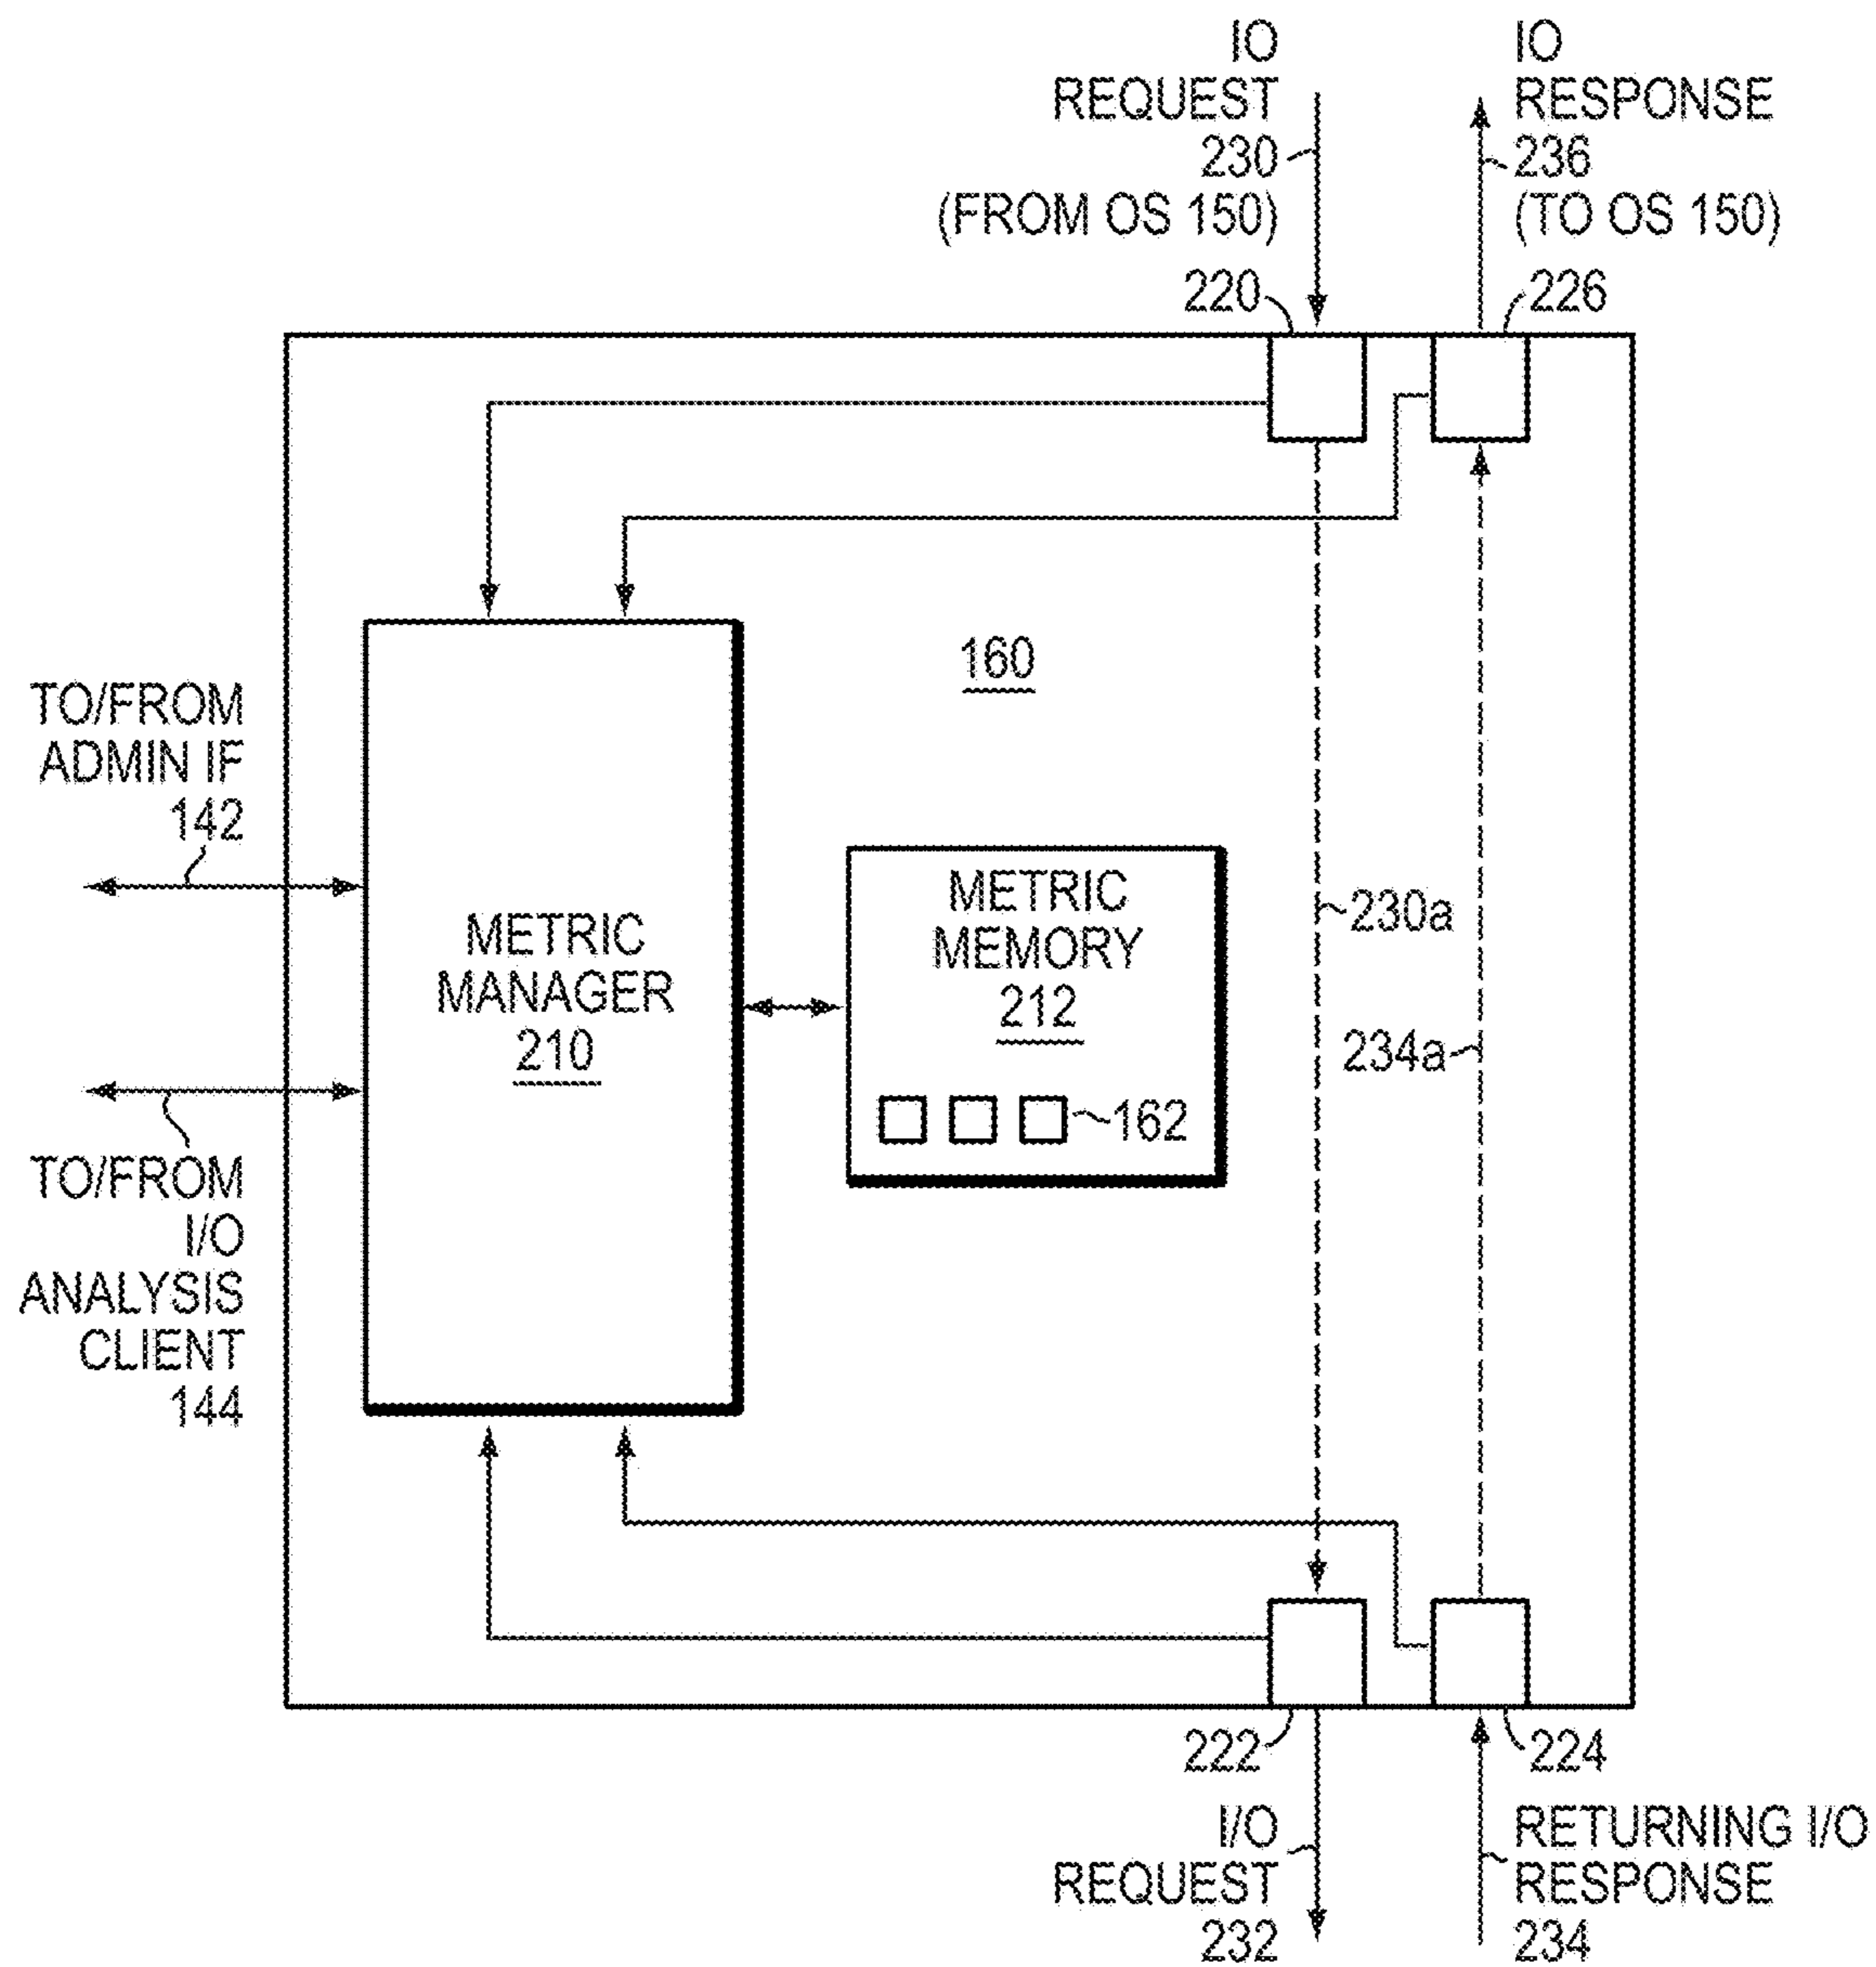 IO
REQUEST
230
(FROM OS 150)
IO
RESPONSE
236
(TO OS 150)
220
226
160
TO/FROM
ADMIN IF
142
METRIC
MANAGER
210
METRIC
MEMORY
212
162
230a
234a
TO/FROM
I/O
ANALYSIS
CLIENT
144
222
224
I/O
REQUEST
232
RETURNING I/O
RESPONSE
234